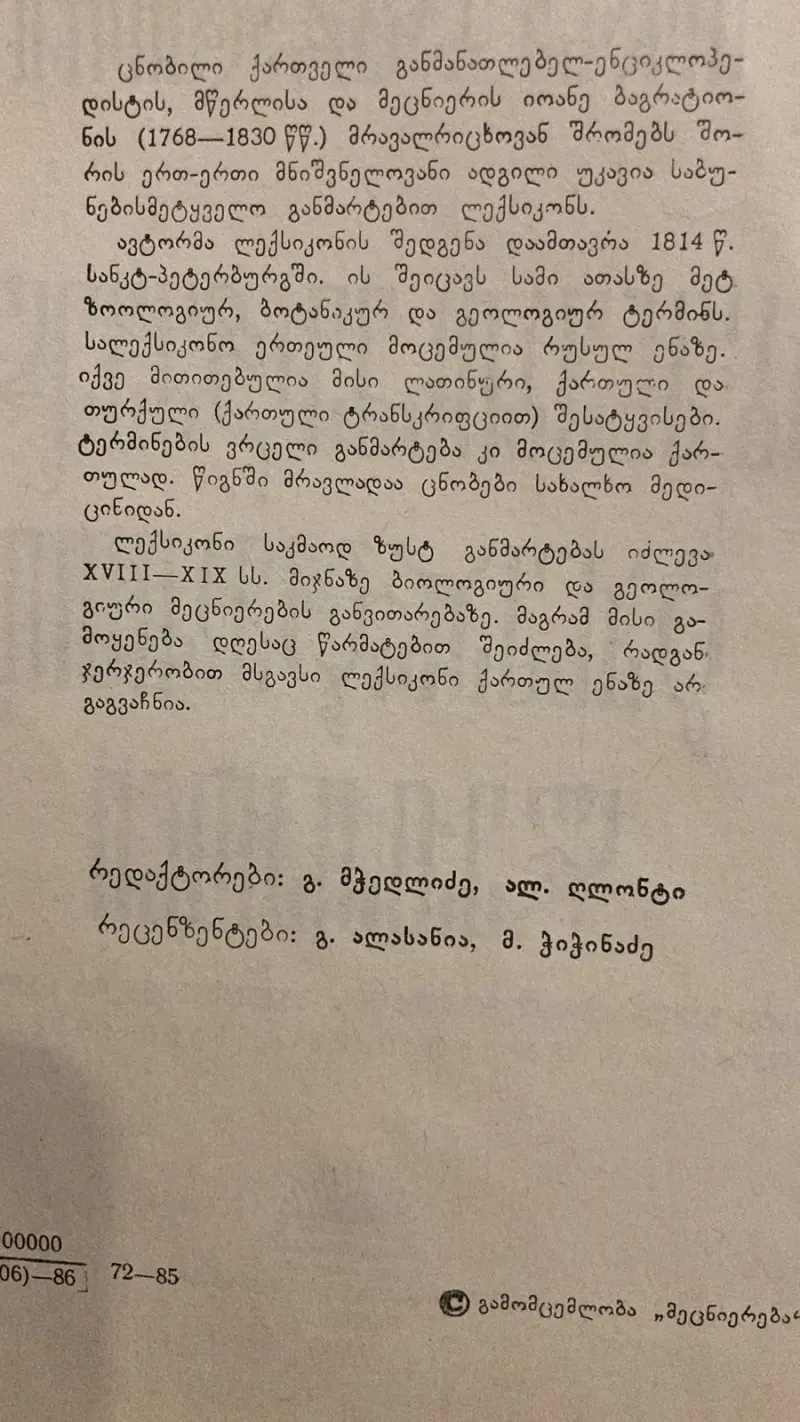 ცნობილი ქართველი განმანათლებელ-ენციკლოპე-
დისტის, მწერლისა და მეცნიერის იოანე ბაგრატიო-
ნის (1768—1830 წწ.) მრავალრიცხოვან შრომებს შო-
რის ერთ-ერთი მნიშვნელოვანი ადგილი უკავია საბუ-
ნებისმეტყველო განმარტებით ლექსიკონს.
ავტორმა ლექსიკონის შედგენა დაამთავრა 1814 წ.
სანკტ-პეტერბურგში. ის შეიცავს სამი ათასზე მეტ
ზოოლოგიურ, ბოტანიკურ და გეოლოგიურ ტერმინს.
სალექსიკონო ერთეული მოცემულია რუსულ ენაზე.
იქვე მითითებულია მისი ლათინური, ქართული და
თურქული (ქართული ტრანსკრიფციით) შესატყვისები.
ტერმინების ვრცელი განმარტება კი მოცემულია ქარ-
თულად. წიგნში მრავლადაა ცნობები სახალხო მედი-
ცინიდან.
ლექსიკონი საკმაოდ ზუსტ განმარტებას იძლევა
XVIII—XIX სს. მიჯნაზე ბიოლოგიური და გეოლო-
გიური მეცნიერების განვითარებაზე. მაგრამ მისი გა-
მოყენება დღესაც წარმატებით შეიძლება, რადგან
ჯერჯერობით მსგავსი ლექსიკონი ქართულ ენაზე არ
გაგვაჩნია.
რედაქტორები: გ. მჭედლიძე, ალ. ღლონტი
რეცენზენტები: გ. ალასანია, მ. ჭიჭინაძე
00000
06)—86 72—85
© გამომცემლობა „მეცნიერება“